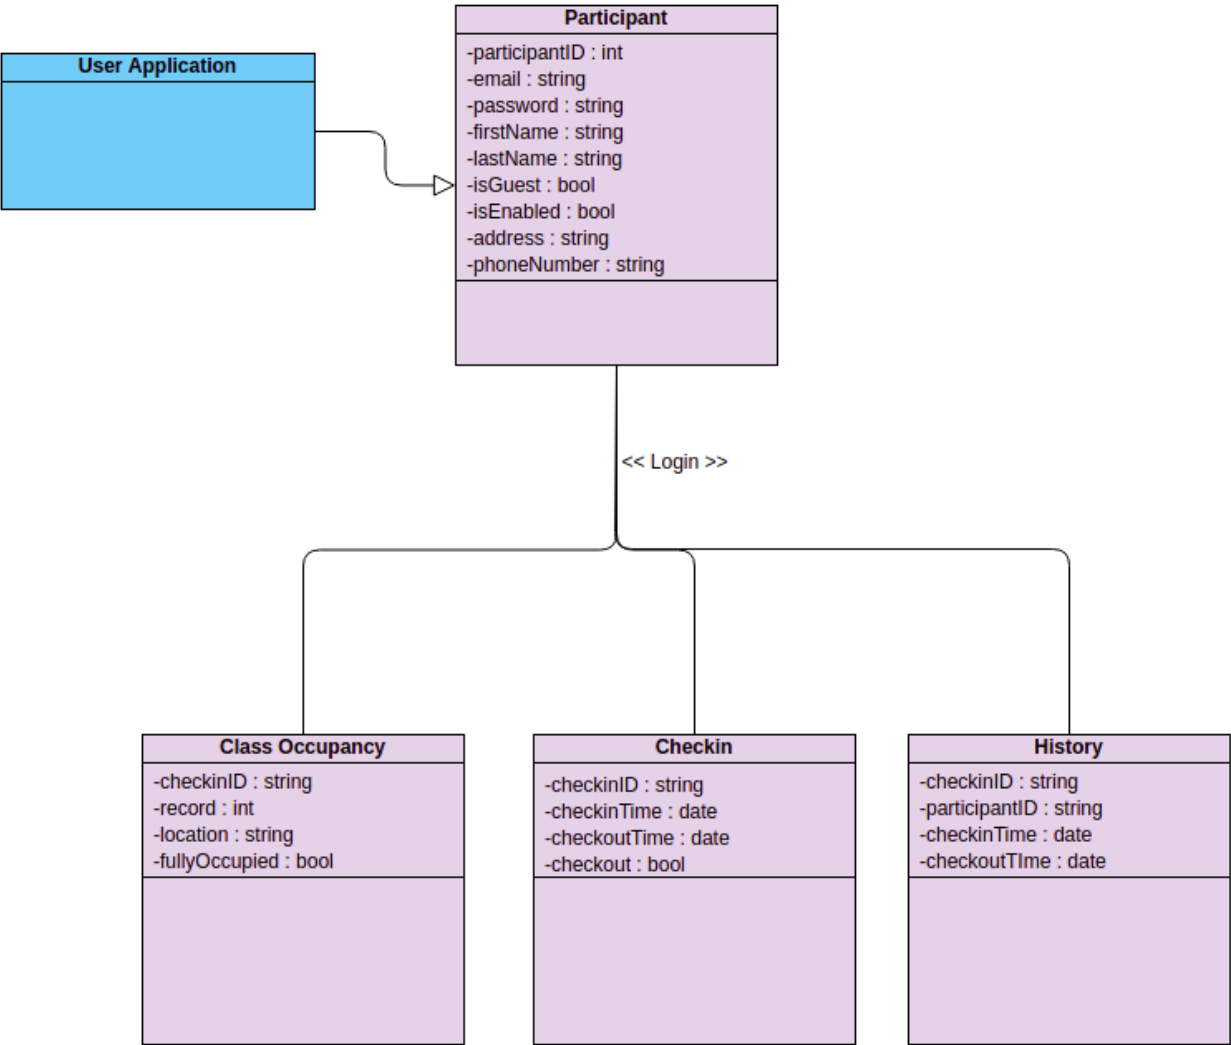 Participant
-participantID : int
-email : string
-password : string
-firstName : string
-lastName : string
-isGuest : bool
-isEnabled : bool
-address : string
-phoneNumber : string
User Application
<< Login >>
Class Occupancy
-checkinID : string
-record : int
-location : string
-fullyOccupied : bool
Checkin
-checkinID : string
-checkinTime : date
-checkoutTime : date
-checkout : bool
History
-checkinID : string
-participantID : string
-checkinTime : date
-checkoutTIme : date